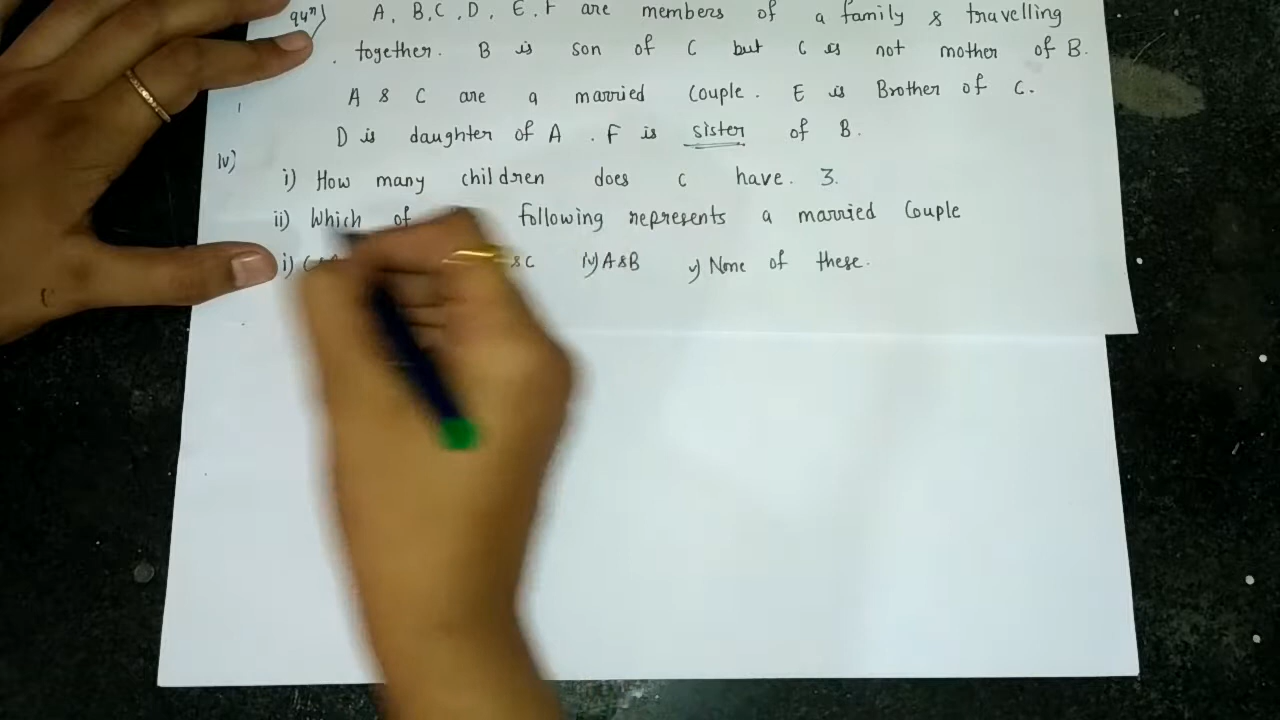 quⁿ) A, B, C, D, E, F are members of a family & travelling
together. B is son of C but C is not mother of B.
A & C are a married couple. E is Brother of C.
D is daughter of A. F is sister of B.
iv)
i) How many children does c have. 3.
ii) Which of following represents a married couple
i) &C iv) A&B v) None of these.